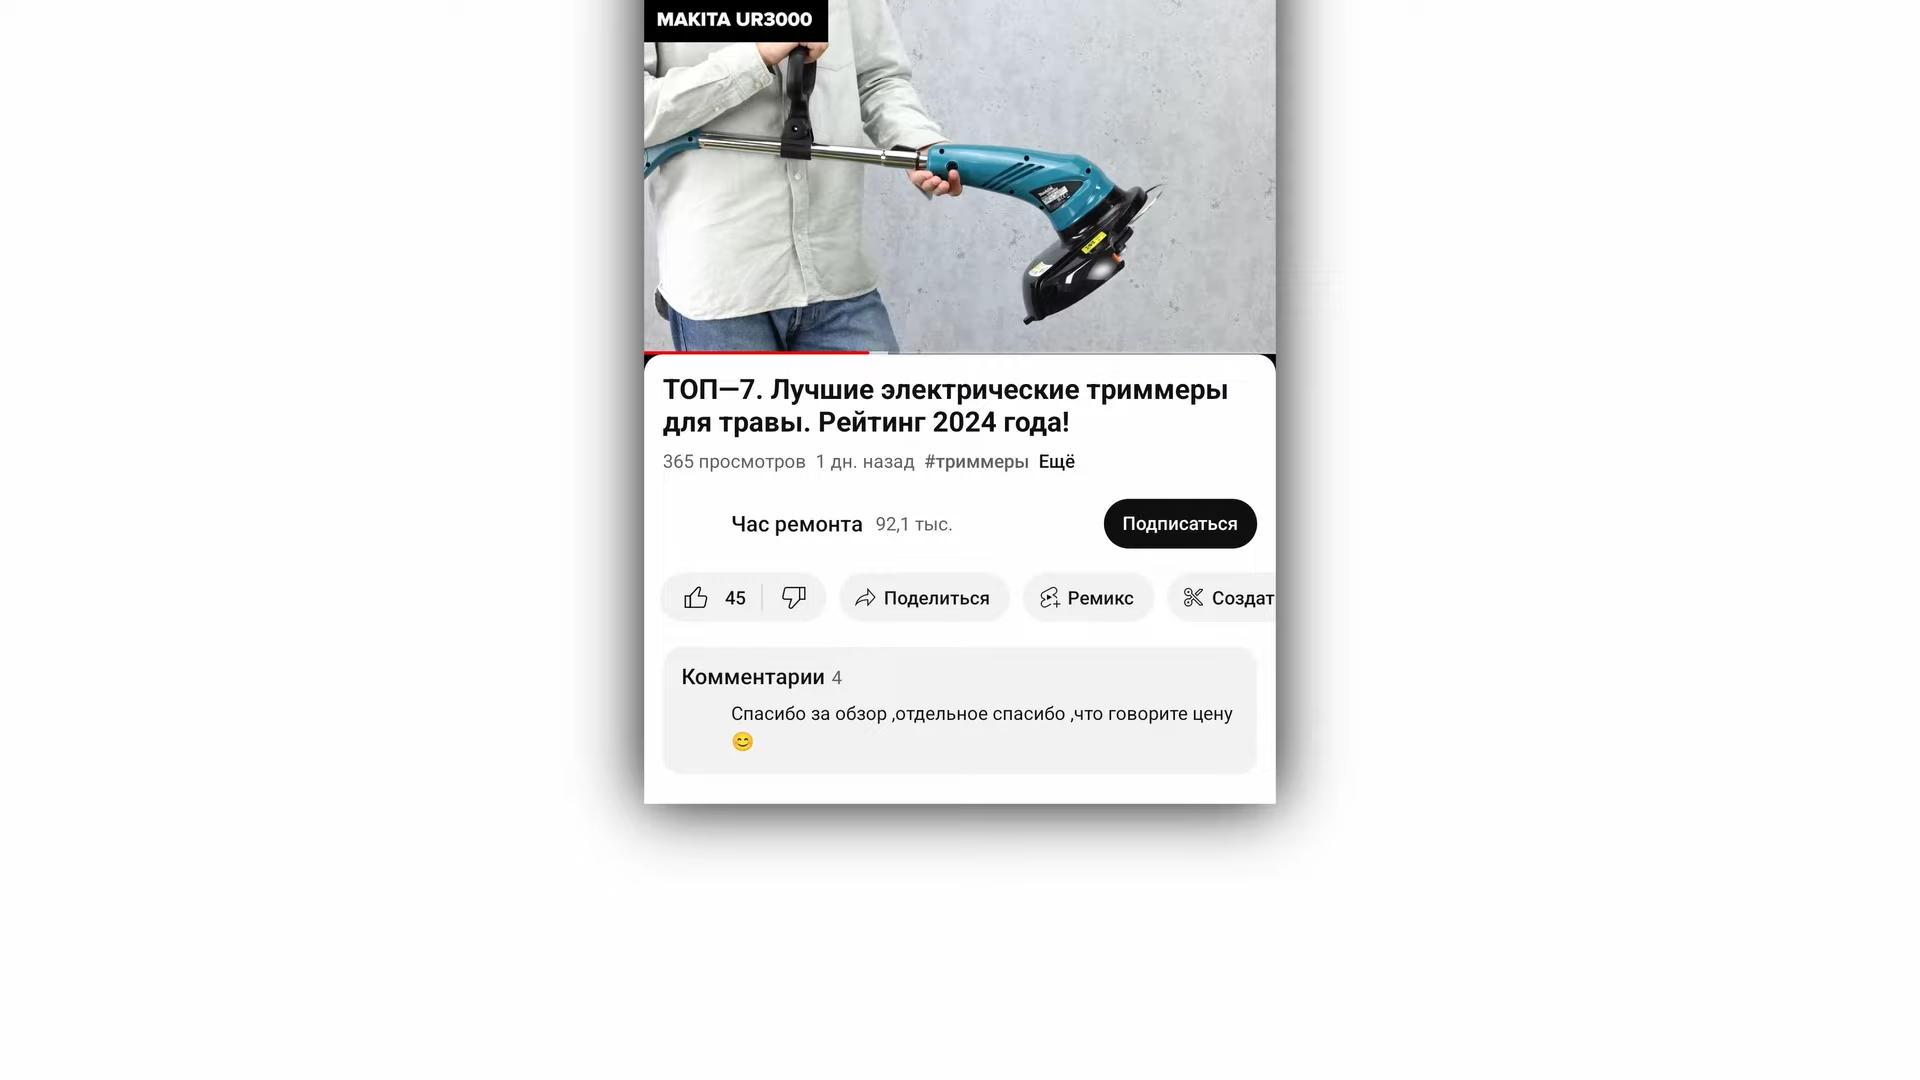 MAKITA UR3000
ТОП—7. Лучшие электрические триммеры
для травы. Рейтинг 2024 года!
365 просмотров 1 дн. назад #триммеры Ещё
Час ремонта 92,1 тыс. Подписаться
45 Поделиться Ремикс Создат
Комментарии 4
Спасибо за обзор ,отдельное спасибо ,что говорите цену
😊